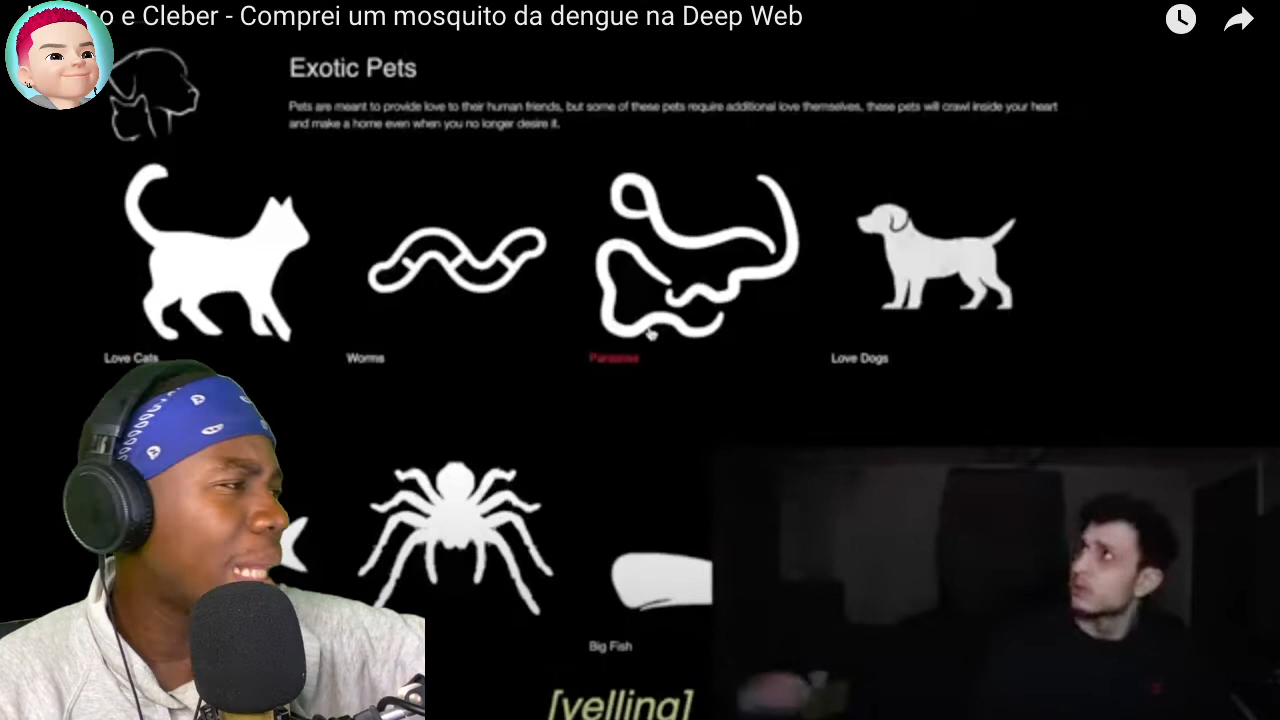 o e Cleber - Comprei um mosquito da dengue na Deep Web
Exotic Pets
Pets are meant to provide love to their human friends, but some of these pets require additional love themselves, these pets will crawl inside your heart
and make a home even when you no longer desire it.
Love Cats
Worms
Love Dogs
Big Fish
[yelling]